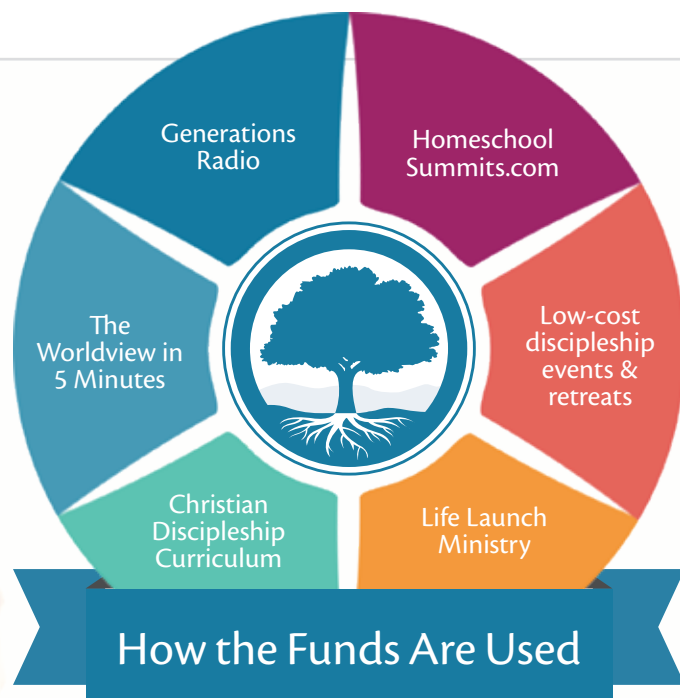 Generations
Radio
Homeschool
Summits.com
The
Worldview in
5 Minutes
Low-cost
discipleship
events &
retreats
Christian
Discipleship
Curriculum
Life Launch
Ministry
How the Funds Are Used